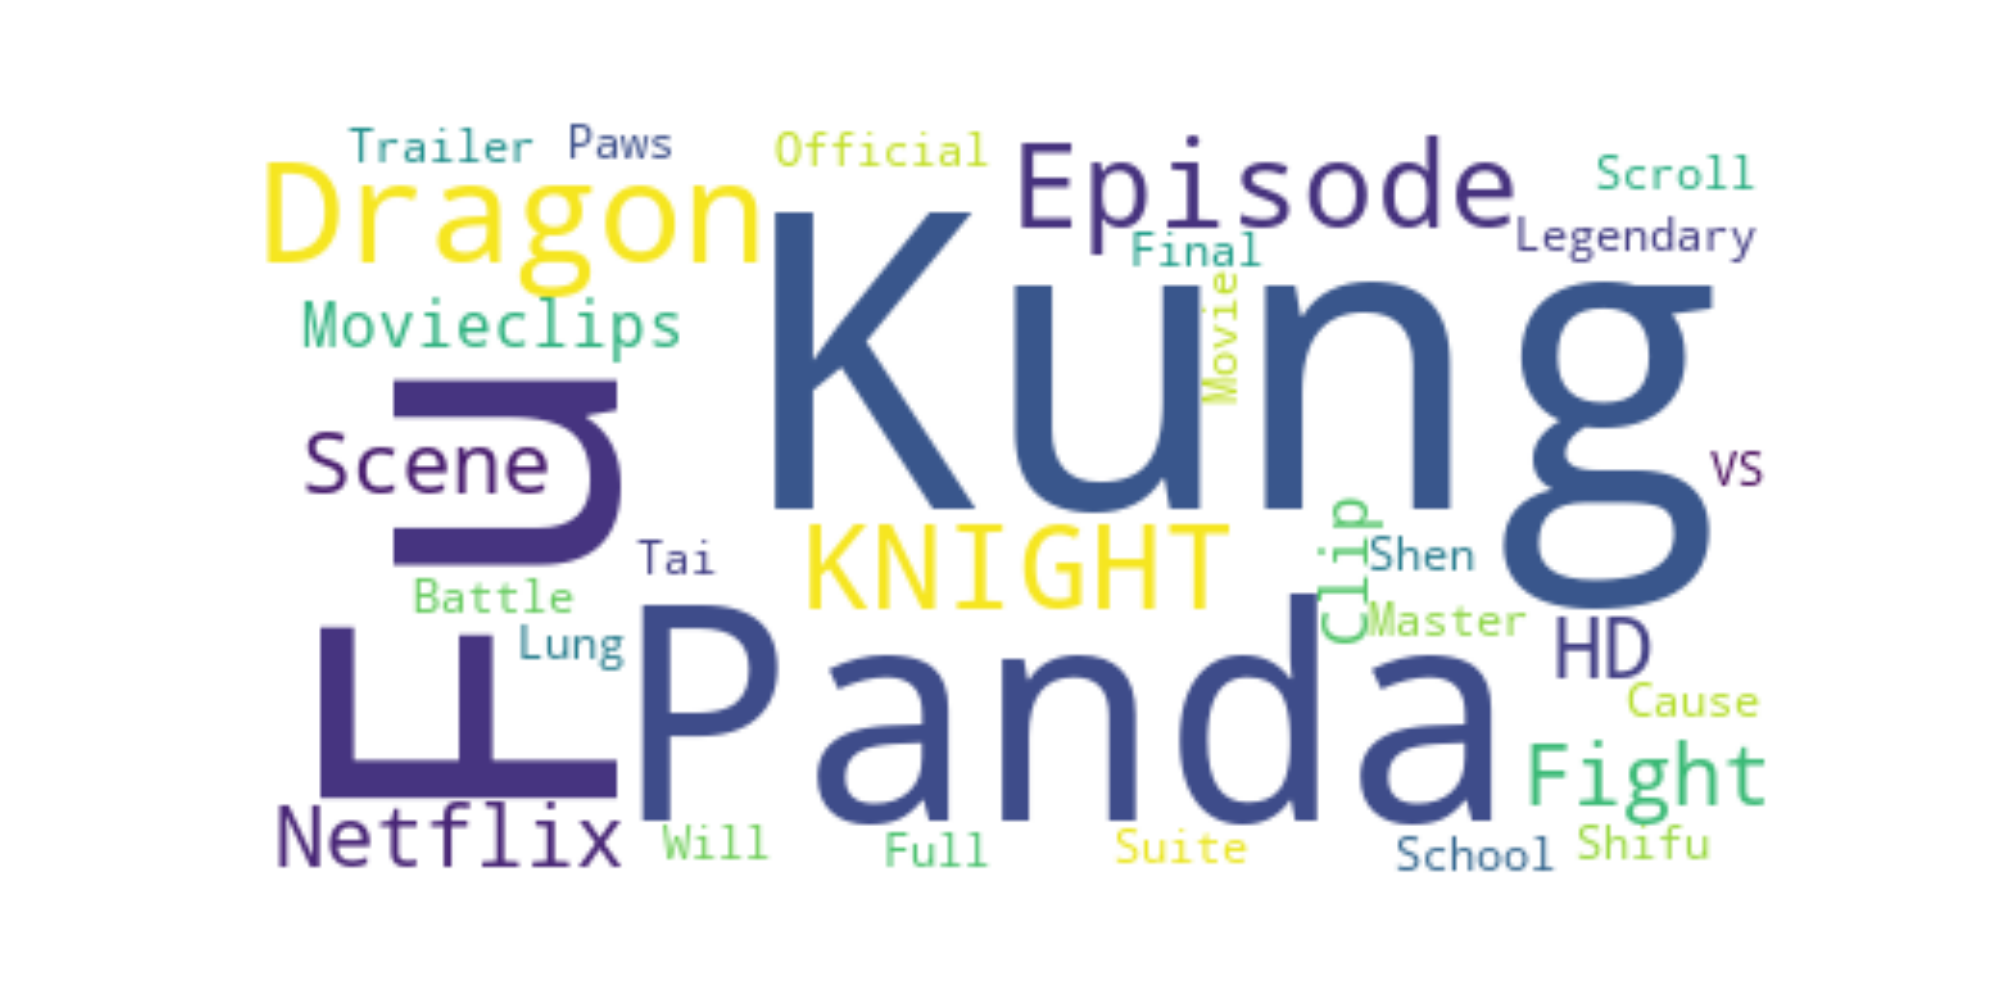 Trailer
Paws
Official
Episode
Scroll
Dragon
Legendary
Final
Kung
Movie
Movieclips
Fu
Scene
VS
Clip
KNIGHT
Shen
Tai
Battle
Master
Lung
Panda
HD
Cause
Fight
Netflix
Will
Full
Suite
School
Shifu